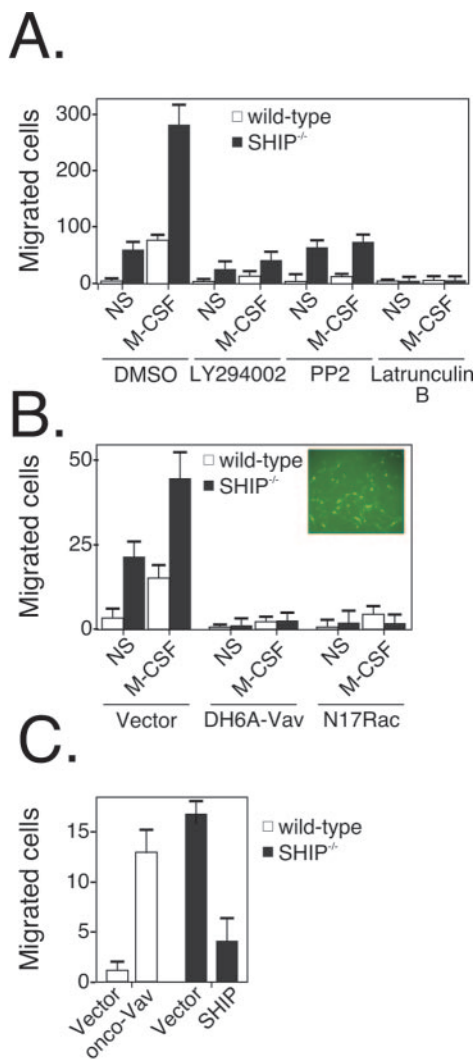 A.
Migrated cells
300
100
0
wild-type
SHIP-/-
NS
M-CSF
NS
M-CSF
NS
M-CSF
NS
M-CSF
DMSO
LY294002
PP2
Latrunculin
B
B.
Migrated cells
50
25
0
wild-type
SHIP-/-
NS
M-CSF
NS
M-CSF
NS
M-CSF
Vector
DH6A-Vav
N17Rac
C.
Migrated cells
15
10
5
0
wild-type
SHIP-/-
Vector
onco-Vav
Vector
SHIP